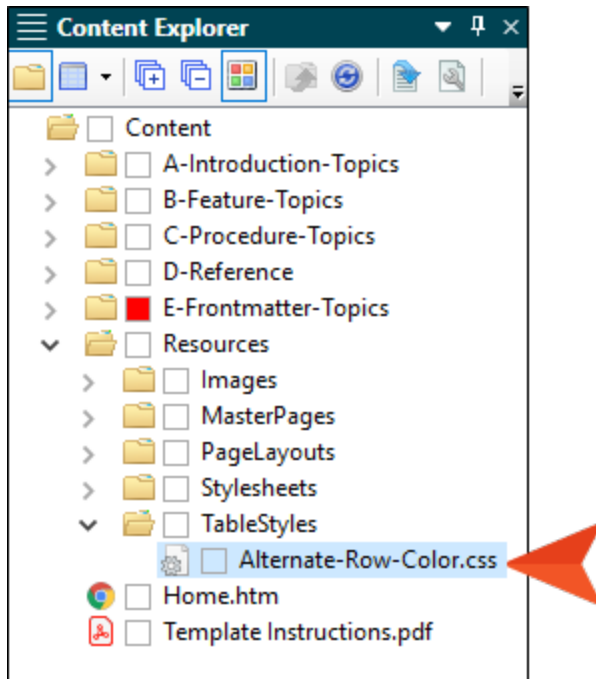 Content Explorer
Content
A-Introduction-Topics
B-Feature-Topics
C-Procedure-Topics
D-Reference
E-Frontmatter-Topics
Resources
Images
MasterPages
PageLayouts
Stylesheets
TableStyles
Alternate-Row-Color.css
Home.htm
Template Instructions.pdf